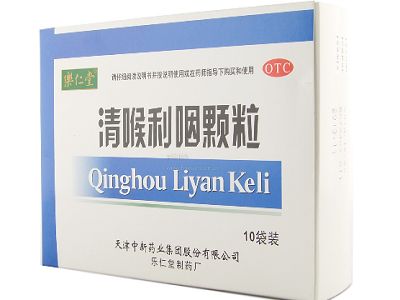 樂仁堂
请仔细阅读说明书并按说明使用或在药师指导下购买和使用
OTC
清喉利咽颗粒
Qinghou Liyan Keli
10袋装
天津中新药业集团股份有限公司
乐仁堂制药厂